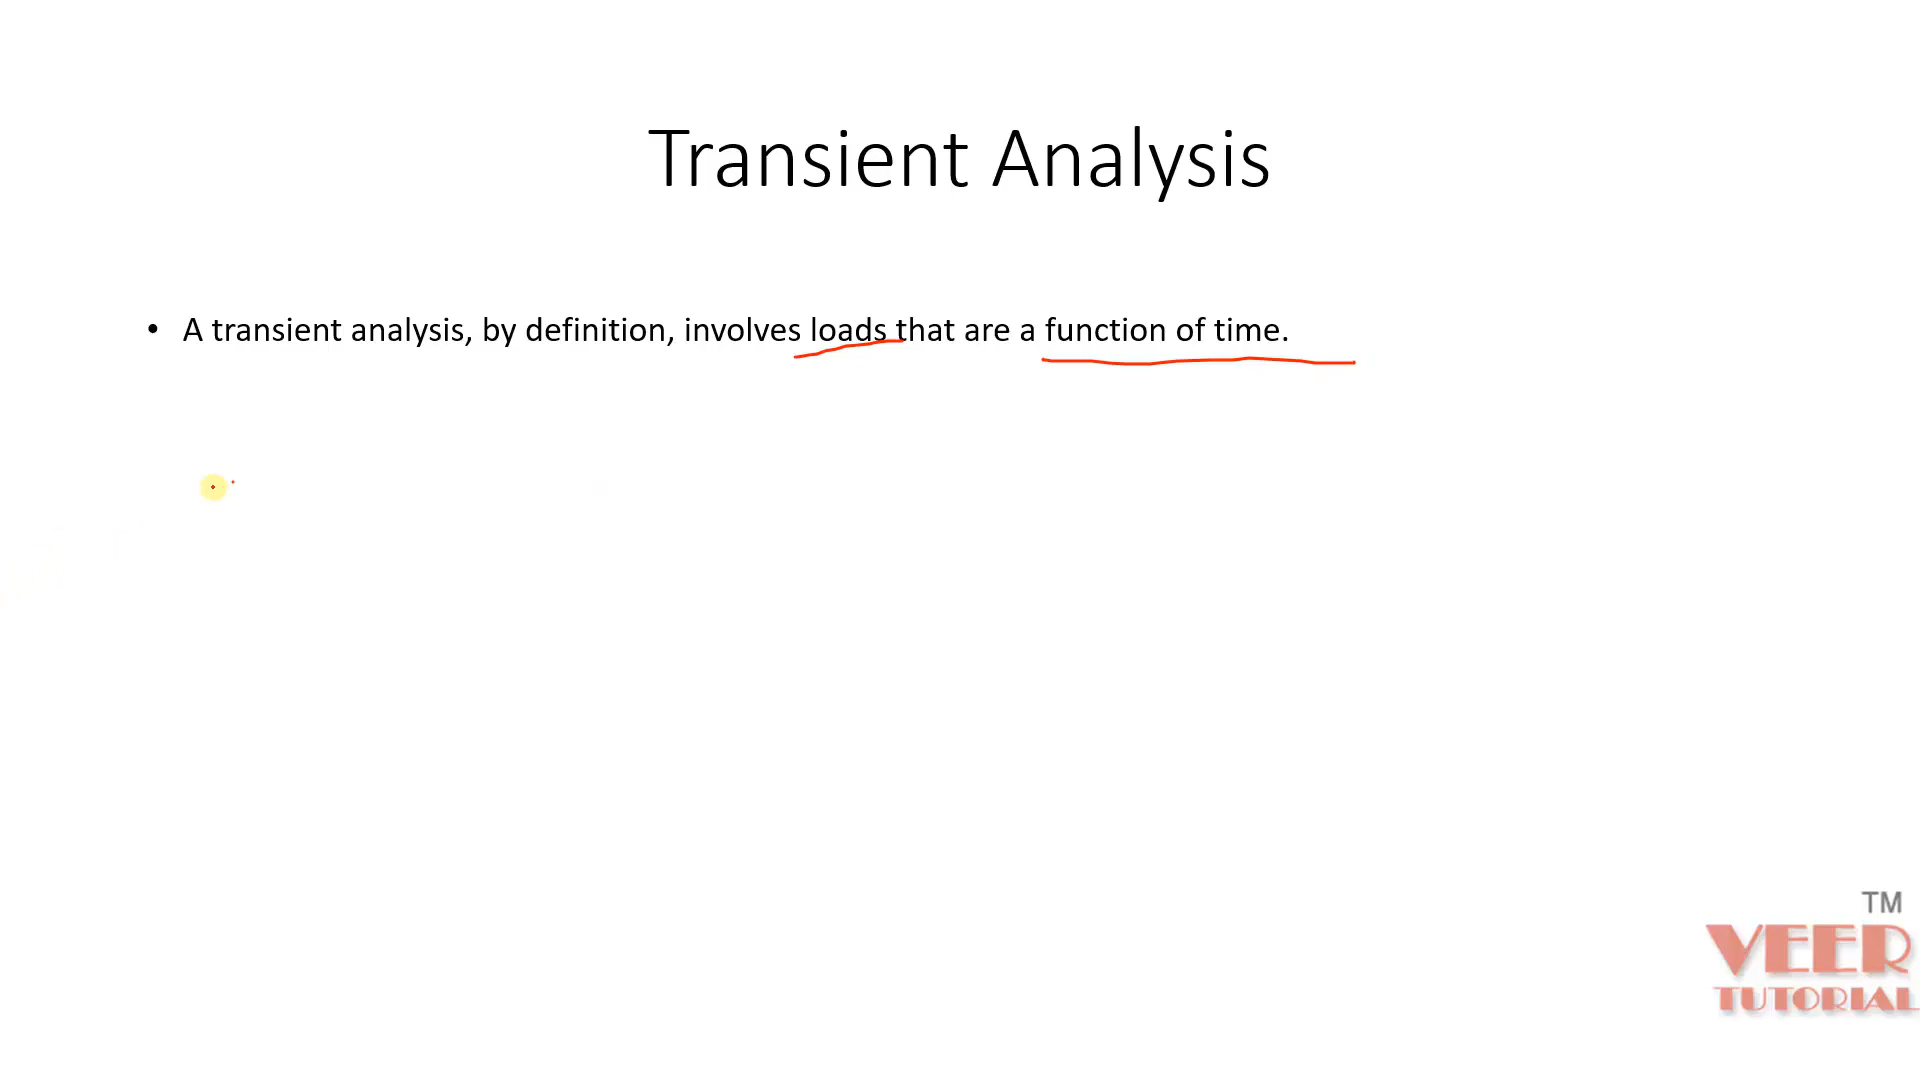 Transient Analysis
• A transient analysis, by definition, involves loads that are a function of time.
TM
VEER
TUTORIAL